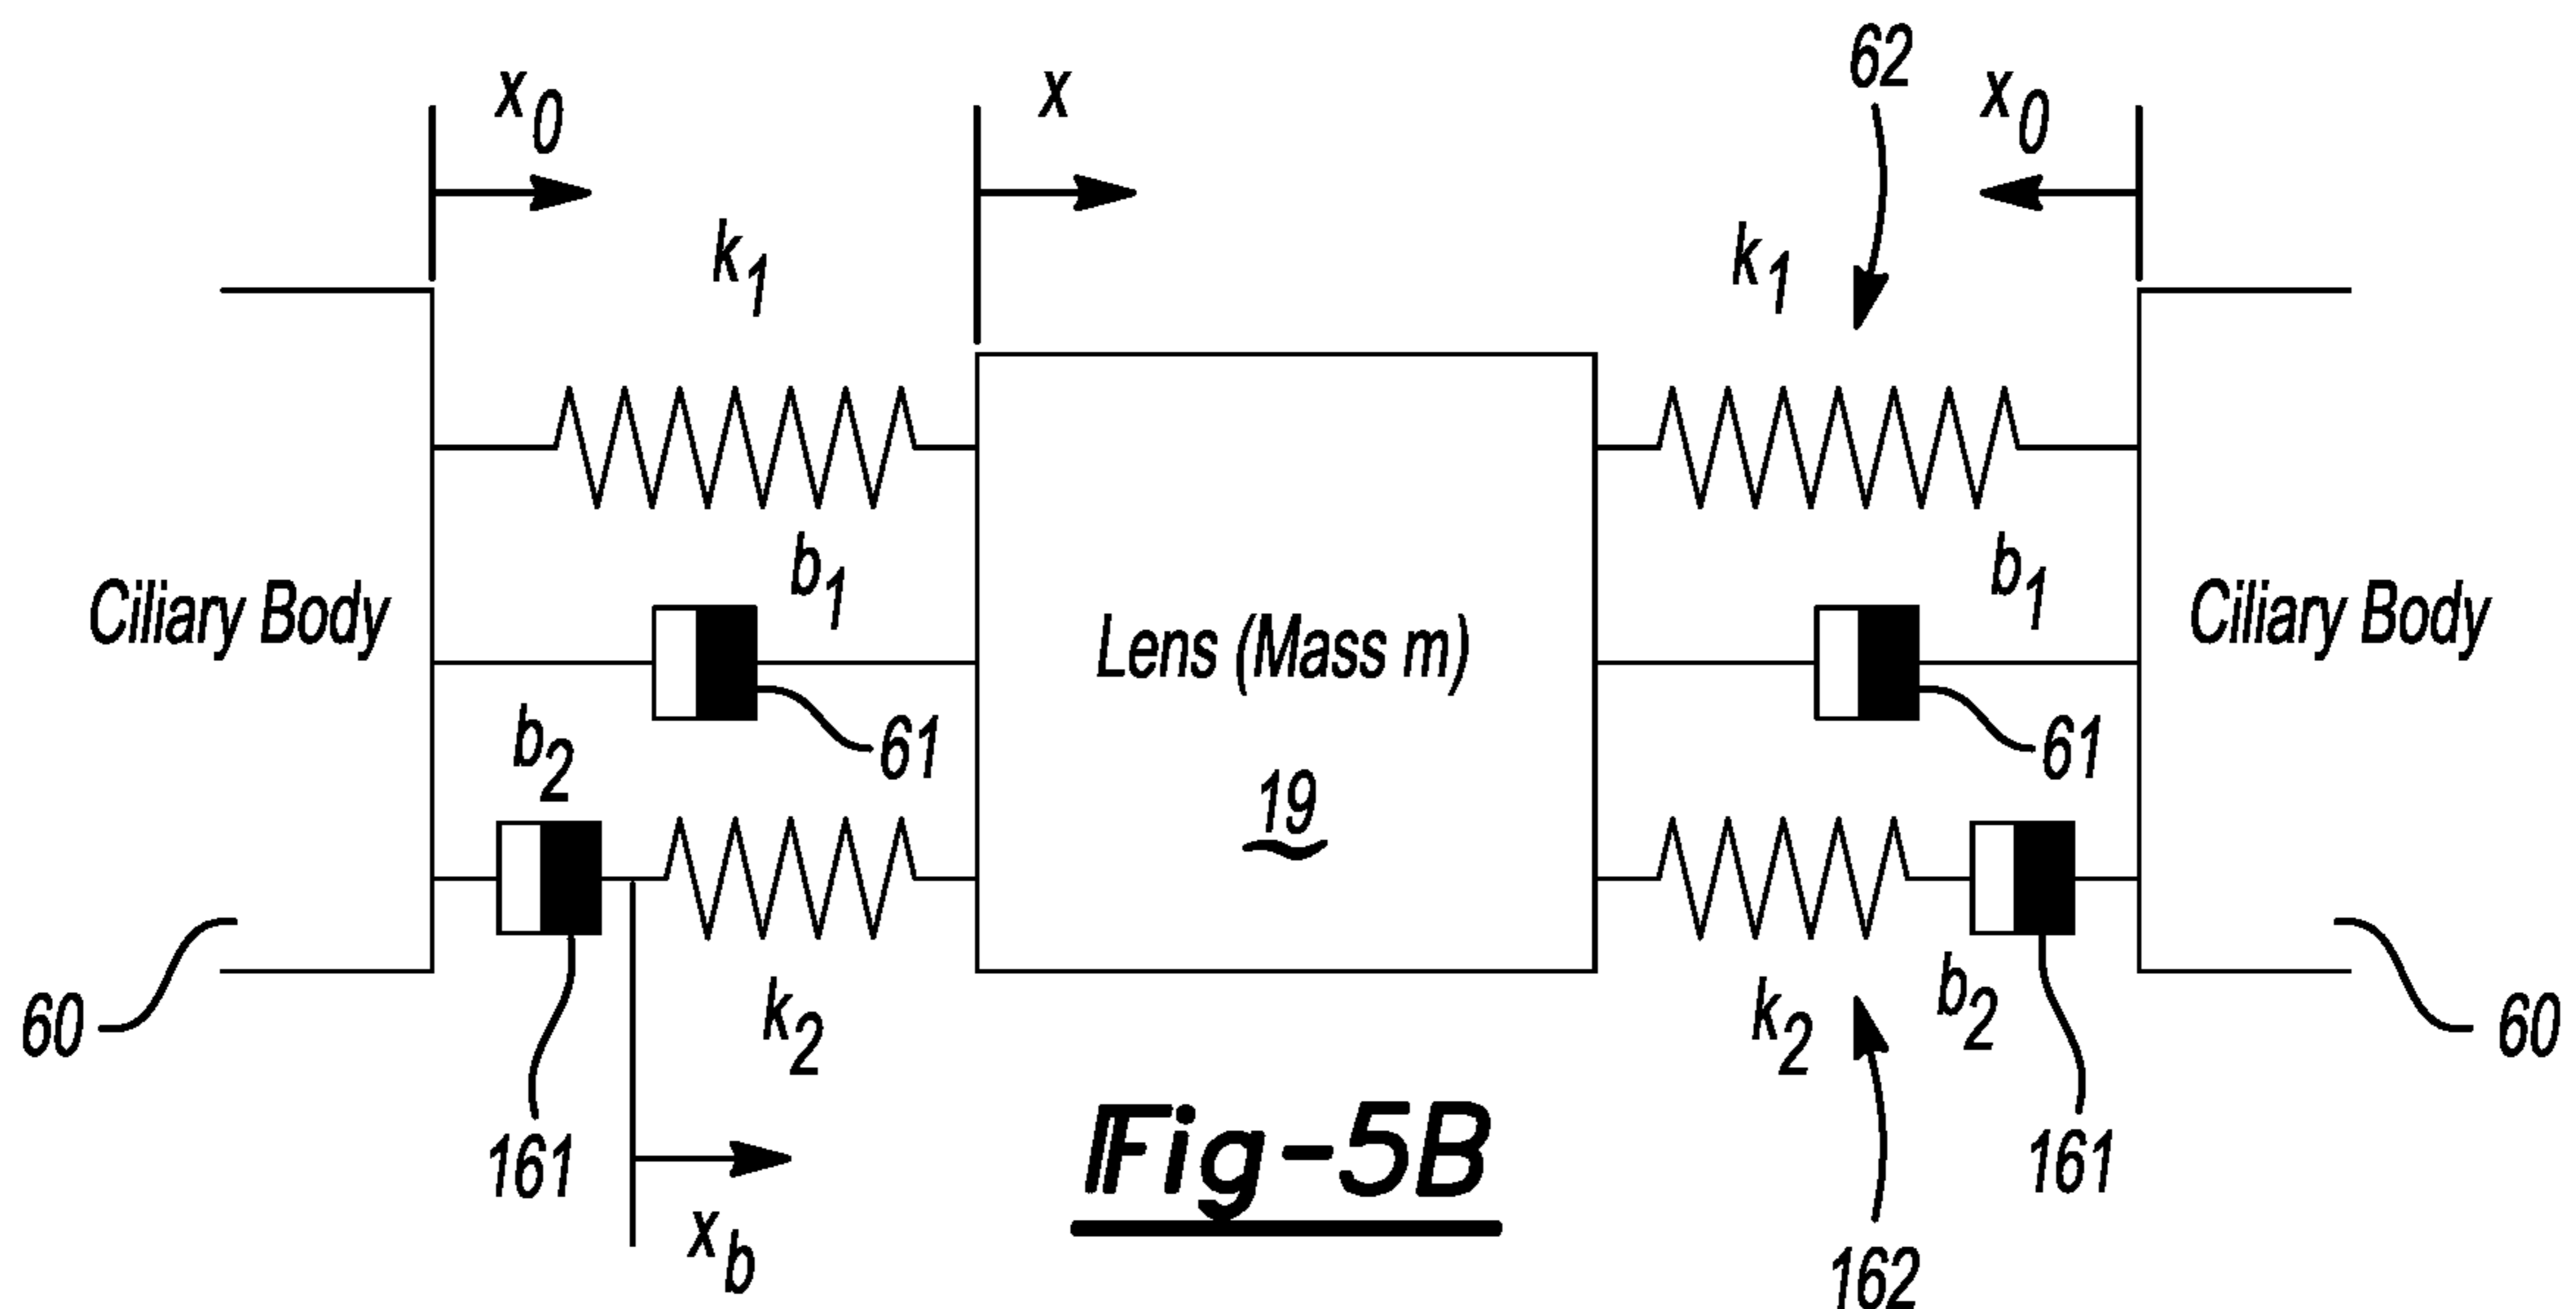 62
x0 x x0
k1 k1
b1 b1
Ciliary Body Lens (Mass m) Ciliary Body
b2 61 61
19
60 k2 k2 b2 60
161 161
xb
Fig-5B
162